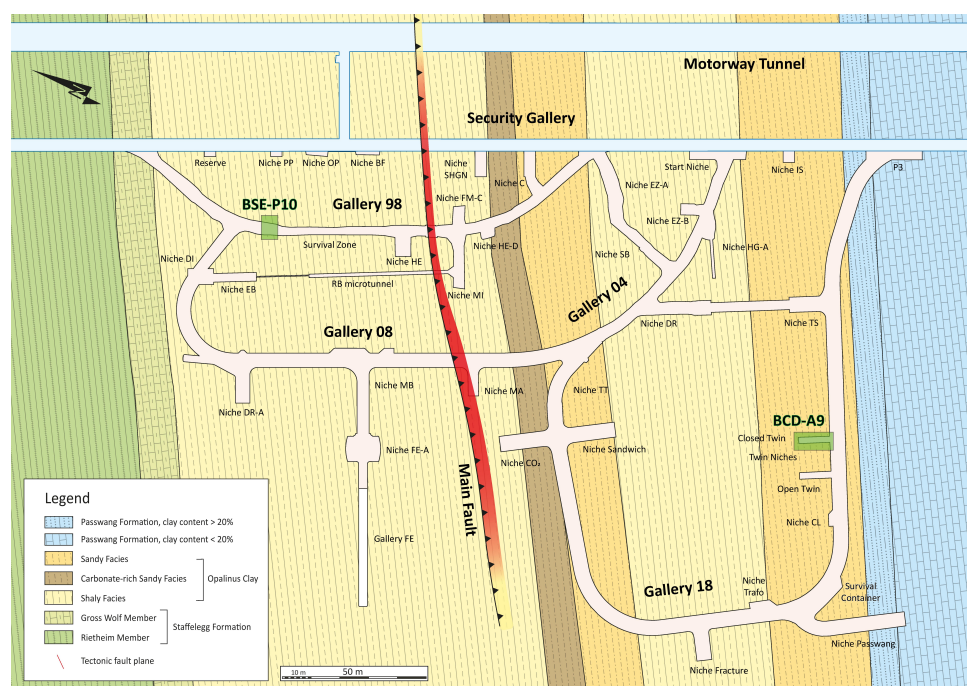 Motorway Tunnel
Security Gallery
Reserve
Niche PP
Niche OP
Niche BF
Niche
SHGN
Niche C
Start Niche
Niche IS
P3
Niche EZ-A
BSE-P10
Gallery 98
Niche FM-C
Niche EZ-B
Survival Zone
Niche HE
Niche HE-D
Niche SB
Niche HG-A
Niche DI
Niche EB
RB microtunnel
Niche MI
Gallery 04
Gallery 08
Niche DR
Niche TS
Niche MB
Niche MA
Niche TT
Niche DR-A
BCD-A9
Closed Twin
Niche FE-A
Niche CO₂
Niche Sandwich
Twin Niches
Main Fault
Open Twin
Niche CL
Gallery FE
Gallery 18
Niche
Trafo
Survival
Container
Niche Passwang
Niche Fracture
Legend
Passwang Formation, clay content > 20%
Passwang Formation, clay content < 20%
Sandy Facies
Carbonate-rich Sandy Facies
Opalinus Clay
Shaly Facies
Gross Wolf Member
Staffelegg Formation
Rietheim Member
Tectonic fault plane
10 m
50 m
N